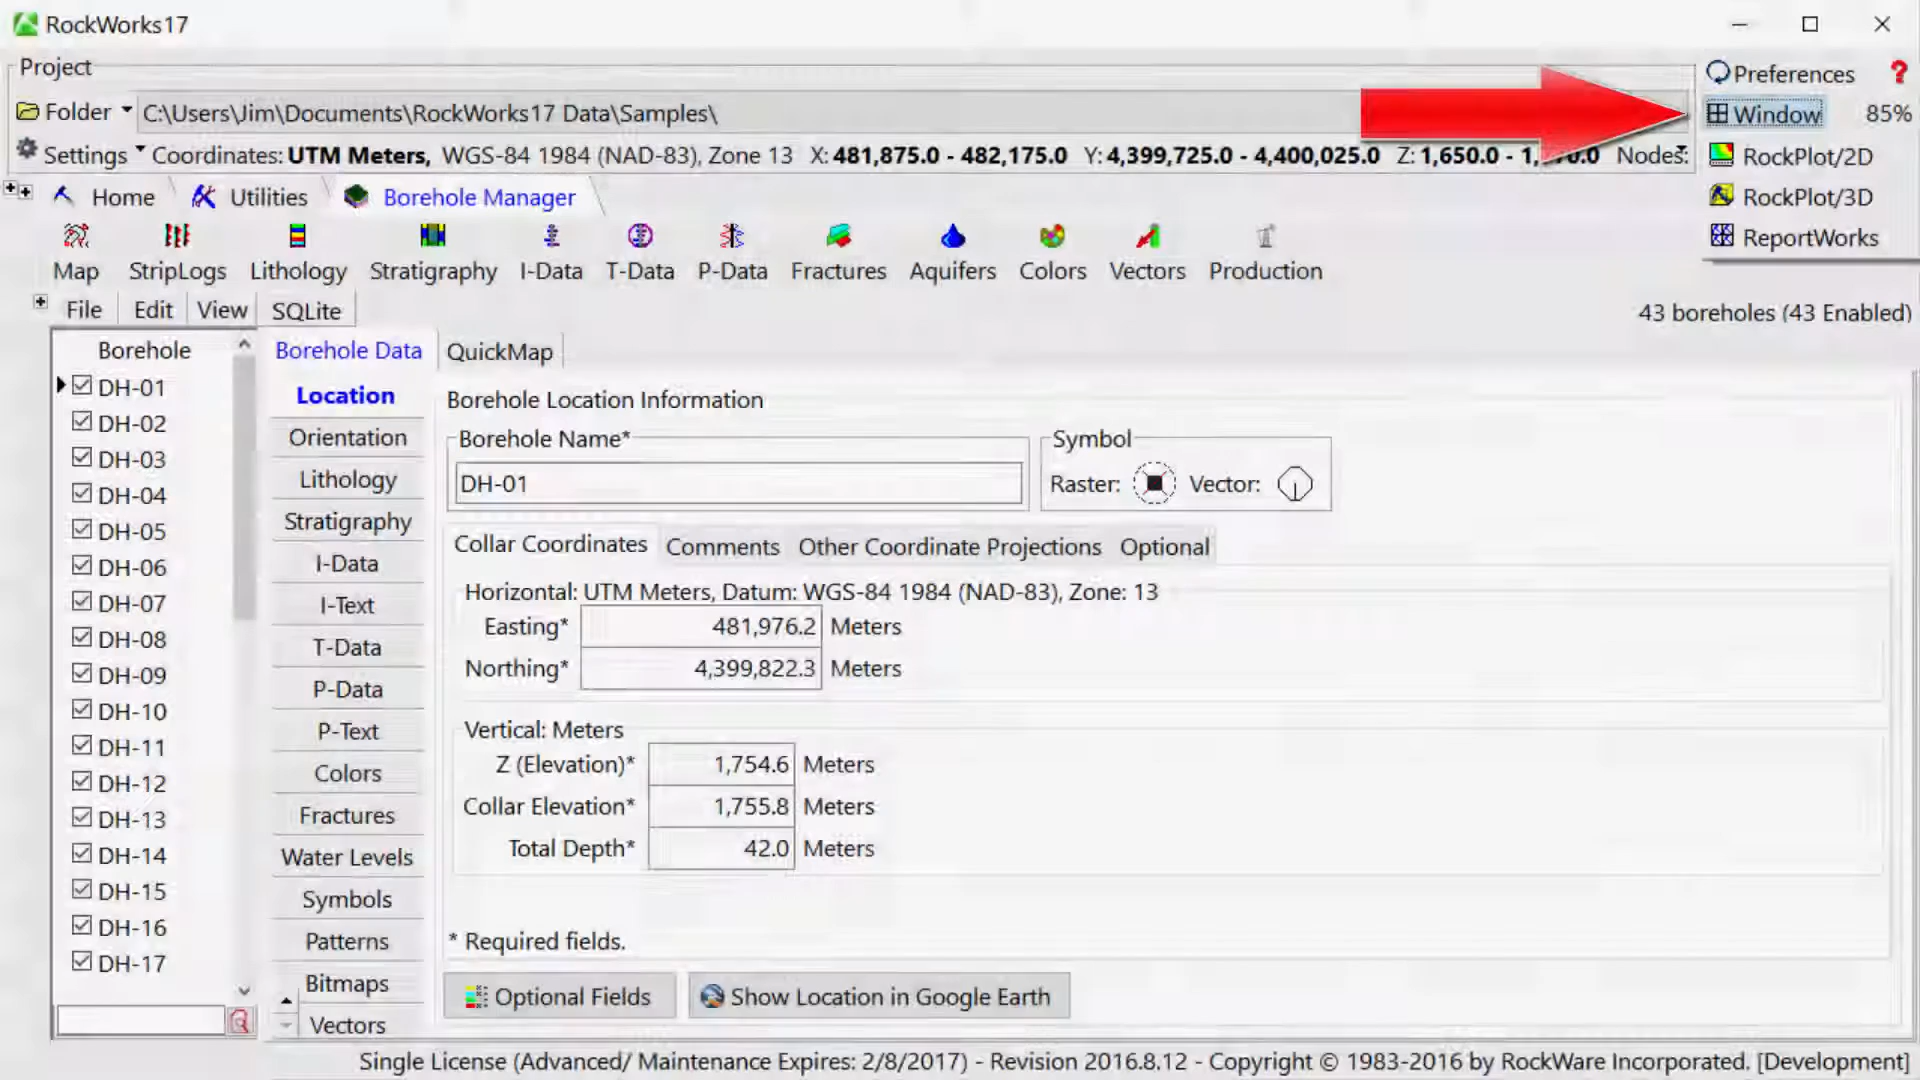 RockWorks17
Project
Preferences ?
Folder C:\Users\Jim\Documents\RockWorks17 Data\Samples\
Window 85%
Settings Coordinates: UTM Meters, WGS-84 1984 (NAD-83), Zone 13 X: 481,875.0 - 482,175.0 Y: 4,399,725.0 - 4,400,025.0 Z: 1,650.0 - Nodes:
RockPlot/2D
RockPlot/3D
ReportWorks
Home Utilities Borehole Manager
Map StripLogs Lithology Stratigraphy I-Data T-Data P-Data Fractures Aquifers Colors Vectors Production
File Edit View SQLite
43 boreholes (43 Enabled)
Borehole
DH-01
DH-02
DH-03
DH-04
DH-05
DH-06
DH-07
DH-08
DH-09
DH-10
DH-11
DH-12
DH-13
DH-14
DH-15
DH-16
DH-17
Borehole Data QuickMap
Location
Orientation
Lithology
Stratigraphy
I-Data
I-Text
T-Data
P-Data
P-Text
Colors
Fractures
Water Levels
Symbols
Patterns
Bitmaps
Vectors
Borehole Location Information
Borehole Name*
DH-01
Symbol
Raster: Vector:
Collar Coordinates Comments Other Coordinate Projections Optional
Horizontal: UTM Meters, Datum: WGS-84 1984 (NAD-83), Zone: 13
Easting* 481,976.2 Meters
Northing* 4,399,822.3 Meters
Vertical: Meters
Z (Elevation)* 1,754.6 Meters
Collar Elevation* 1,755.8 Meters
Total Depth* 42.0 Meters
* Required fields.
Optional Fields Show Location in Google Earth
Single License (Advanced/ Maintenance Expires: 2/8/2017) - Revision 2016.8.12 - Copyright © 1983-2016 by RockWare Incorporated. [Development]